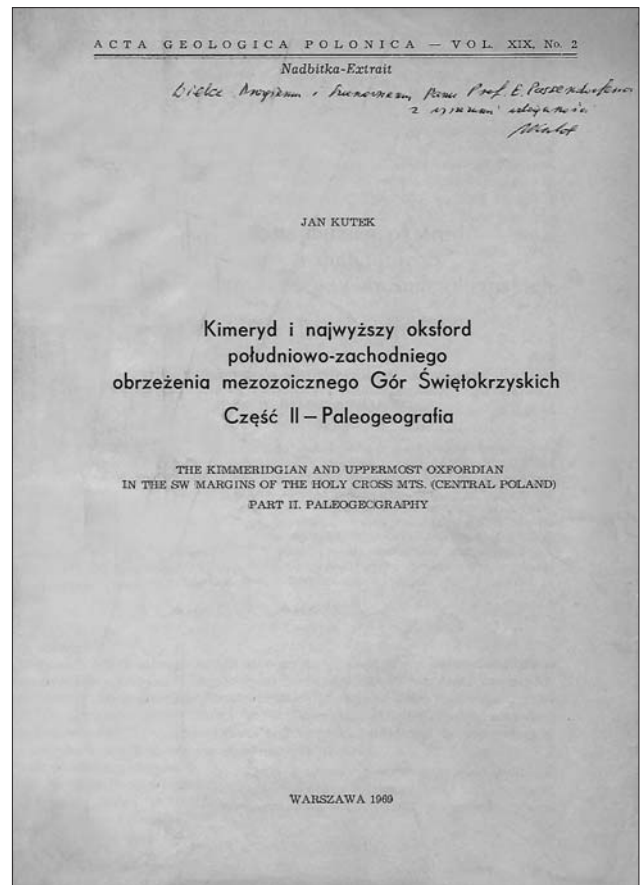 ACTA GEOLOGICA POLONICA — VOL. XIX, No. 2
Nadbitka-Extrait
i Panu Prof. E. Passendorferowi
z
JAN KUTEK
Kimeryd i najwyższy oksford
południowo-zachodniego
obrzeżenia mezozoicznego Gór Świętokrzyskich
Część II — Paleogeografia
THE KIMMERIDGIAN AND UPPERMOST OXFORDIAN
IN THE SW MARGINS OF THE HOLY CROSS MTS. (CENTRAL POLAND)
PART II. PALEOGEOGRAPHY
WARSZAWA 1969